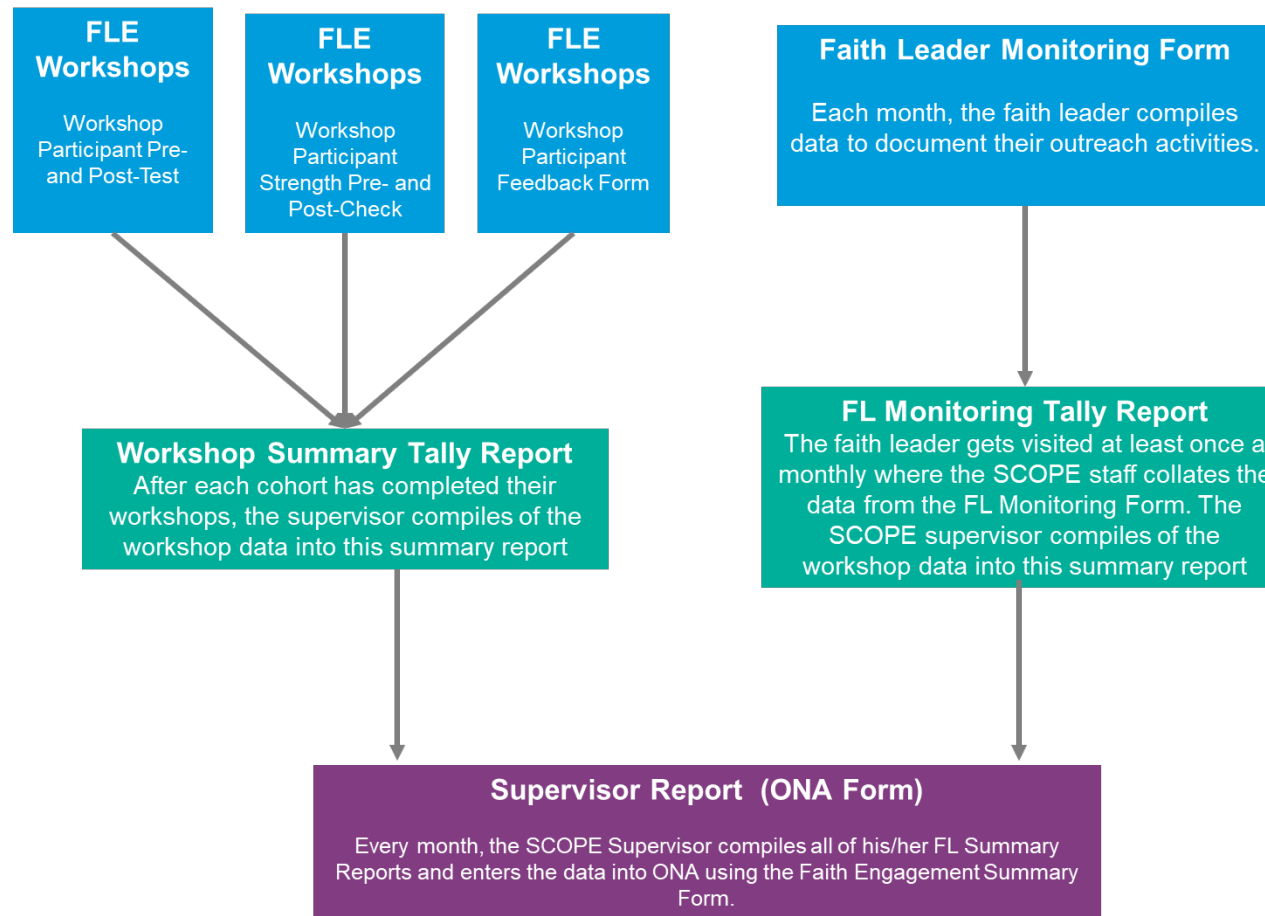 FLE
Workshops
Workshop
Participant Pre-
and Post-Test
FLE
Workshops
Workshop
Participant
Strength Pre- and
Post-Check
FLE
Workshops
Workshop
Participant
Feedback Form
Faith Leader Monitoring Form
Each month, the faith leader compiles
data to document their outreach activities.
Workshop Summary Tally Report
After each cohort has completed their
workshops, the supervisor compiles of the
workshop data into this summary report
FL Monitoring Tally Report
The faith leader gets visited at least once a
monthly where the SCOPE staff collates the
data from the FL Monitoring Form. The
SCOPE supervisor compiles of the
workshop data into this summary report
Supervisor Report (ONA Form)
Every month, the SCOPE Supervisor compiles all of his/her FL Summary
Reports and enters the data into ONA using the Faith Engagement Summary
Form.